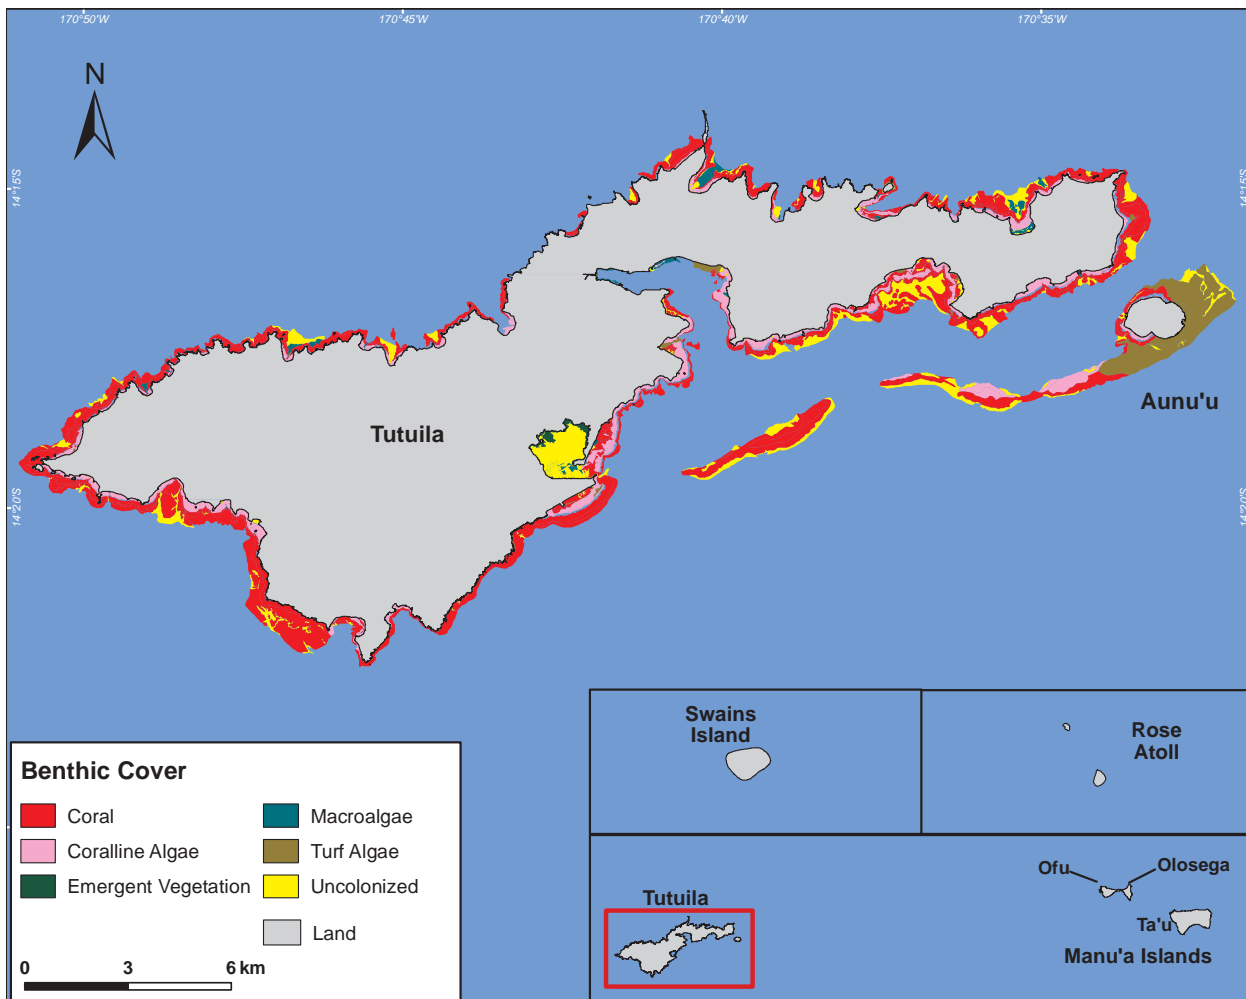 170°50'W
170°45'W
170°40'W
170°35'W
N
14°15'S
14°15'S
Tutuila
Aunu'u
14°20'S
14°20'S
Swains
Island
Rose
Atoll
Benthic Cover
Coral
Macroalgae
Coralline Algae
Turf Algae
Emergent Vegetation
Uncolonized
Land
0 3 6 km
Tutuila
Ofu
Olosega
Ta'u
Manu'a Islands